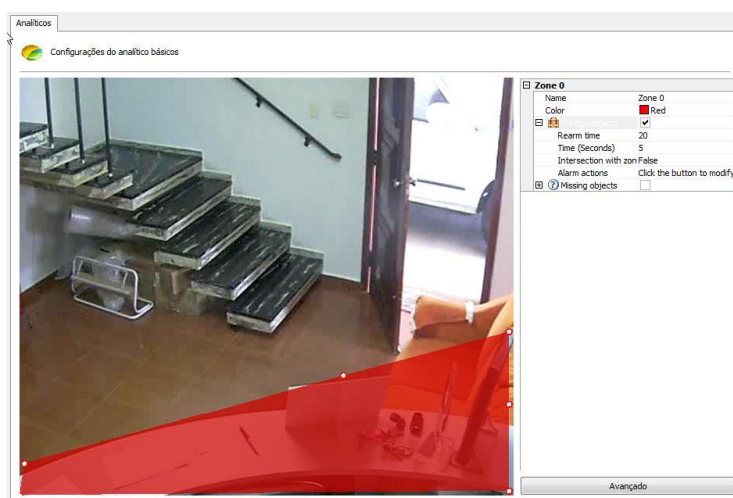 Analíticos
Configurações do analítico básicos
Zone 0
Name Zone 0
Color Red
Rearm time 20
Time (Seconds) 5
Intersection with zon False
Alarm actions Click the button to modify
Missing objects
Avançado